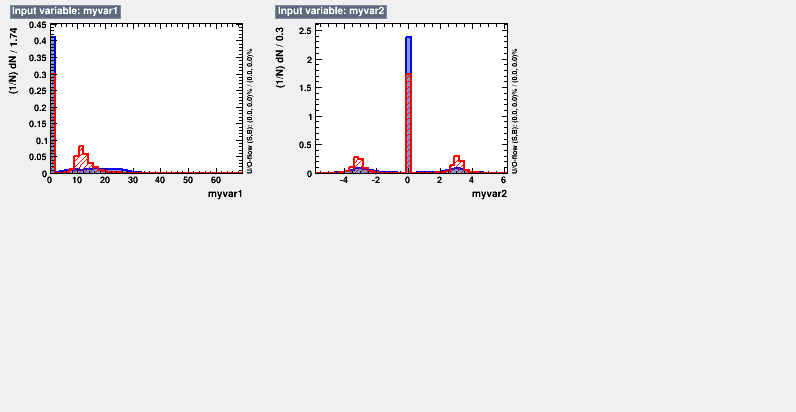 Input variable: myvar1
(1/N) dN / 1.74
0.45
0.4
0.35
0.3
0.25
0.2
0.15
0.1
0.05
0
0 10 20 30 40 50 60
myvar1
U/O-flow (S,B): (0.0, 0.0)% / (0.0, 0.0)%
Input variable: myvar2
(1/N) dN / 0.3
2.5
2
1.5
1
0.5
0
-4 -2 0 2 4 6
myvar2
U/O-flow (S,B): (0.0, 0.0)% / (0.0, 0.0)%